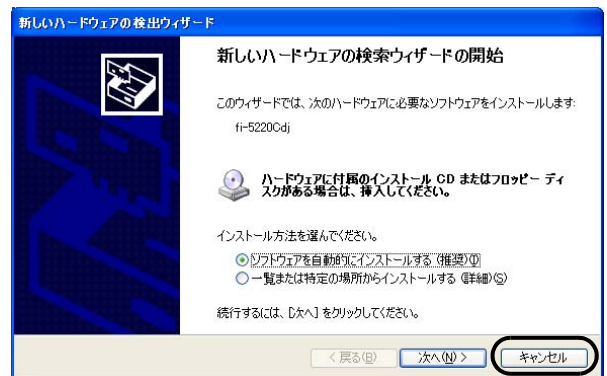 新しいハードウェアの検出ウィザード
新しいハードウェアの検索ウィザードの開始
このウィザードでは、次のハードウェアに必要なソフトウェアをインストールします:
fi-5220Cdj
ハードウェアに付属のインストール CD またはフロッピー ディ
スクがある場合は、挿入してください。
インストール方法を選んでください。
ソフトウェアを自動的にインストールする (推奨)(I)
一覧または特定の場所からインストールする (詳細)(S)
続行するには、[次へ] をクリックしてください。
< 戻る(B) 次へ(N) > キャンセル